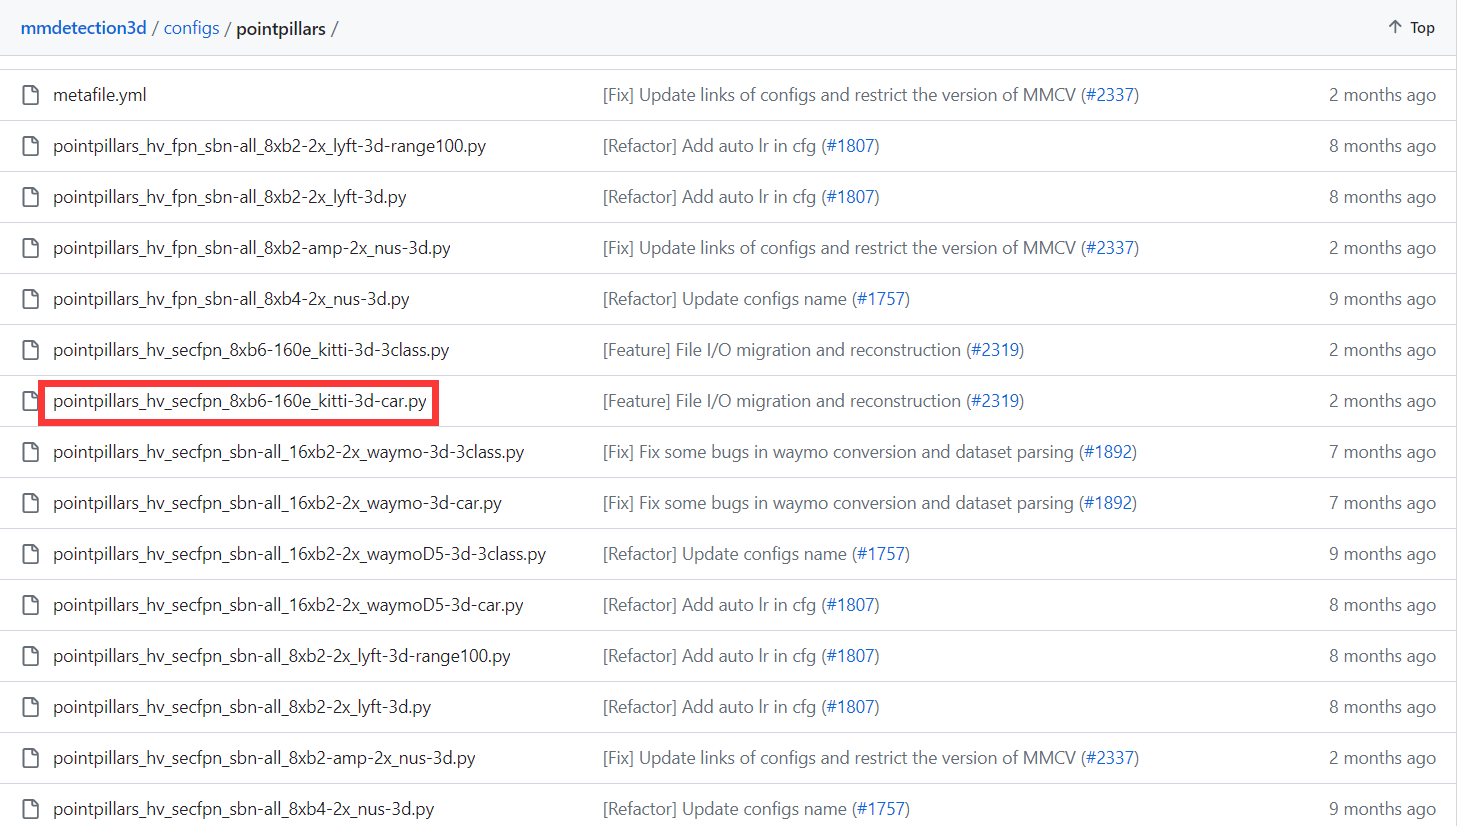 mmdetection3d / configs / pointpillars / Top
metafile.yml [Fix] Update links of configs and restrict the version of MMCV (#2337) 2 months ago
pointpillars_hv_fpn_sbn-all_8xb2-2x_lyft-3d-range100.py [Refactor] Add auto lr in cfg (#1807) 8 months ago
pointpillars_hv_fpn_sbn-all_8xb2-2x_lyft-3d.py [Refactor] Add auto lr in cfg (#1807) 8 months ago
pointpillars_hv_fpn_sbn-all_8xb2-amp-2x_nus-3d.py [Fix] Update links of configs and restrict the version of MMCV (#2337) 2 months ago
pointpillars_hv_fpn_sbn-all_8xb4-2x_nus-3d.py [Refactor] Update configs name (#1757) 9 months ago
pointpillars_hv_secfpn_8xb6-160e_kitti-3d-3class.py [Feature] File I/O migration and reconstruction (#2319) 2 months ago
pointpillars_hv_secfpn_8xb6-160e_kitti-3d-car.py [Feature] File I/O migration and reconstruction (#2319) 2 months ago
pointpillars_hv_secfpn_sbn-all_16xb2-2x_waymo-3d-3class.py [Fix] Fix some bugs in waymo conversion and dataset parsing (#1892) 7 months ago
pointpillars_hv_secfpn_sbn-all_16xb2-2x_waymo-3d-car.py [Fix] Fix some bugs in waymo conversion and dataset parsing (#1892) 7 months ago
pointpillars_hv_secfpn_sbn-all_16xb2-2x_waymoD5-3d-3class.py [Refactor] Update configs name (#1757) 9 months ago
pointpillars_hv_secfpn_sbn-all_16xb2-2x_waymoD5-3d-car.py [Refactor] Add auto lr in cfg (#1807) 8 months ago
pointpillars_hv_secfpn_sbn-all_8xb2-2x_lyft-3d-range100.py [Refactor] Add auto lr in cfg (#1807) 8 months ago
pointpillars_hv_secfpn_sbn-all_8xb2-2x_lyft-3d.py [Refactor] Add auto lr in cfg (#1807) 8 months ago
pointpillars_hv_secfpn_sbn-all_8xb2-amp-2x_nus-3d.py [Fix] Update links of configs and restrict the version of MMCV (#2337) 2 months ago
pointpillars_hv_secfpn_sbn-all_8xb4-2x_nus-3d.py [Refactor] Update configs name (#1757) 9 months ago